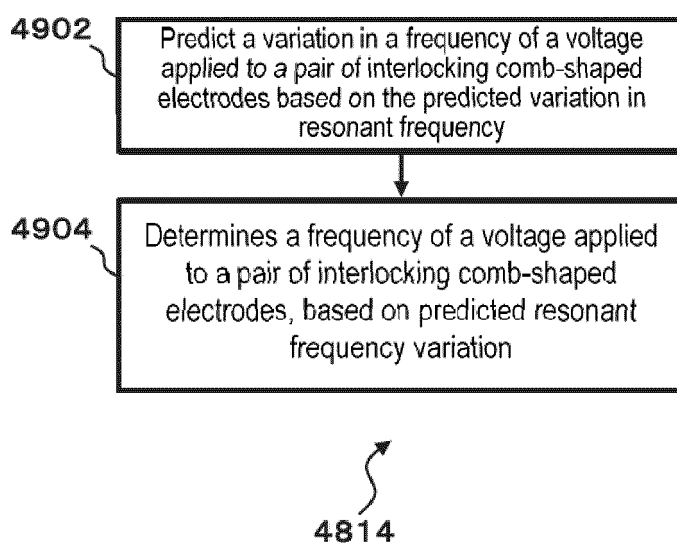 4902
Predict a variation in a frequency of a voltage
applied to a pair of interlocking comb-shaped
electrodes based on the predicted variation in
resonant frequency
4904
Determines a frequency of a voltage applied
to a pair of interlocking comb-shaped
electrodes, based on predicted resonant
frequency variation
4814